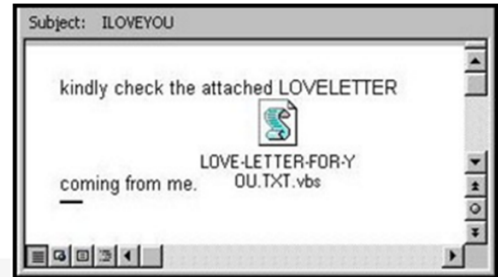 Subject: ILOVEYOU
kindly check the attached LOVELETTER
LOVE-LETTER-FOR-Y
OU.TXT.vbs
coming from me.